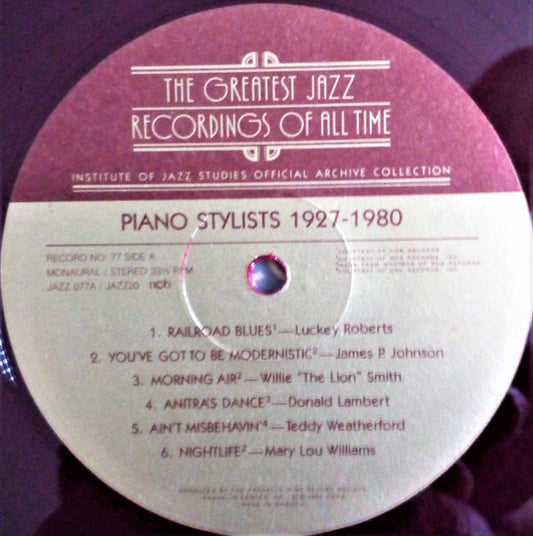 THE GREATEST JAZZ
RECORDINGS OF ALL TIME
INSTITUTE OF JAZZ STUDIES OFFICIAL ARCHIVE COLLECTION
PIANO STYLISTS 1927-1980
RECORD NO. 77 SIDE A
MONAURAL / STEREO 33⅓ RPM
JAZZ 077A / JAZZ20 ncb
1. RAILROAD BLUES¹—Luckey Roberts
2. YOU'VE GOT TO BE MODERNISTIC²—James P. Johnson
3. MORNING AIR²—Willie "The Lion" Smith
4. ANITRA'S DANCE³—Donald Lambert
5. AIN'T MISBEHAVIN'⁴—Teddy Weatherford
6. NIGHTLIFE²—Mary Lou Williams